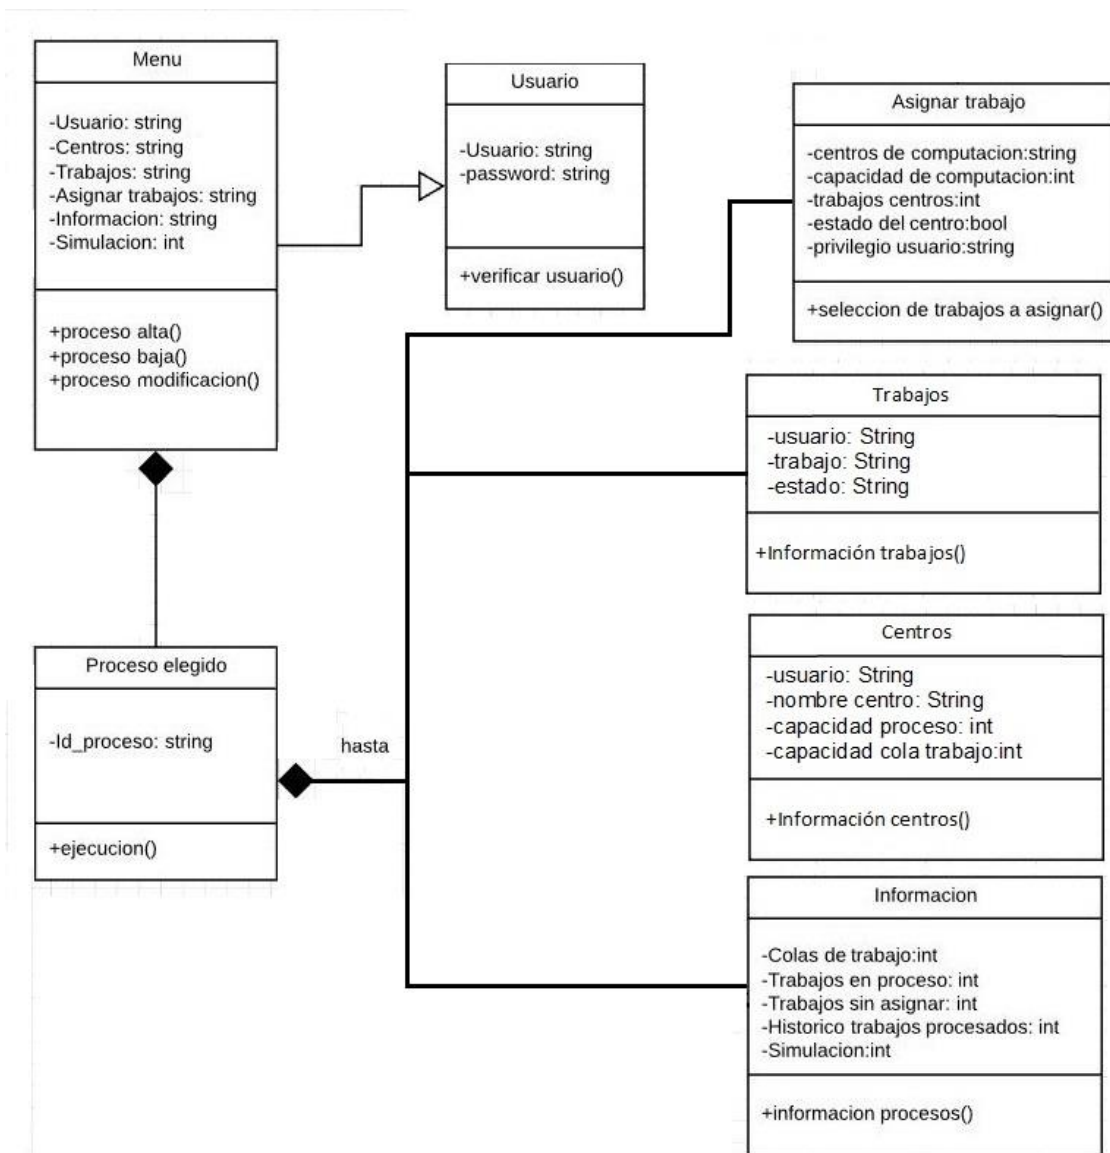 Menu
-Usuario: string
-Centros: string
-Trabajos: string
-Asignar trabajos: string
-Informacion: string
-Simulacion: int
+proceso alta()
+proceso baja()
+proceso modificacion()
Usuario
-Usuario: string
-password: string
+verificar usuario()
Asignar trabajo
-centros de computacion:string
-capacidad de computacion:int
-trabajos centros:int
-estado del centro:bool
-privilegio usuario:string
+seleccion de trabajos a asignar()
Trabajos
-usuario: String
-trabajo: String
-estado: String
+Información trabajos()
Proceso elegido
-Id_proceso: string
+ejecucion()
hasta
Centros
-usuario: String
-nombre centro: String
-capacidad proceso: int
-capacidad cola trabajo:int
+Información centros()
Informacion
-Colas de trabajo:int
-Trabajos en proceso: int
-Trabajos sin asignar: int
-Historico trabajos procesados: int
-Simulacion:int
+informacion procesos()